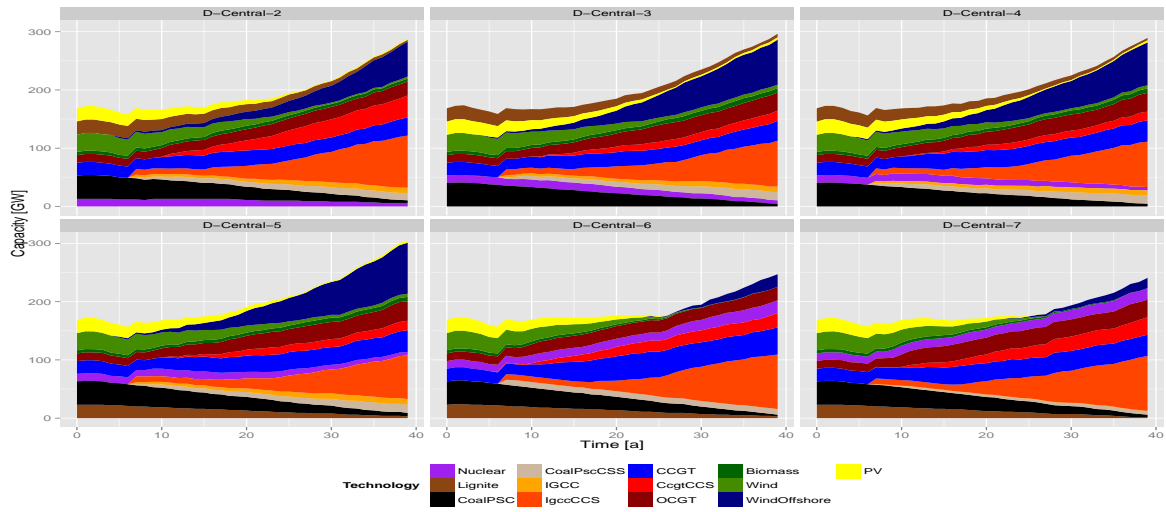 D-Central-2 D-Central-3 D-Central-4
300
200
100
0
D-Central-5 D-Central-6 D-Central-7
300
200
100
0
Capacity [GW]
0 10 20 30 40 0 10 20 30 40 0 10 20 30 40
Time [a]
Technology
Nuclear CoalPscCSS CCGT Biomass PV
Lignite IGCC CcgtCCS Wind
CoalPSC IgccCCS OCGT WindOffshore